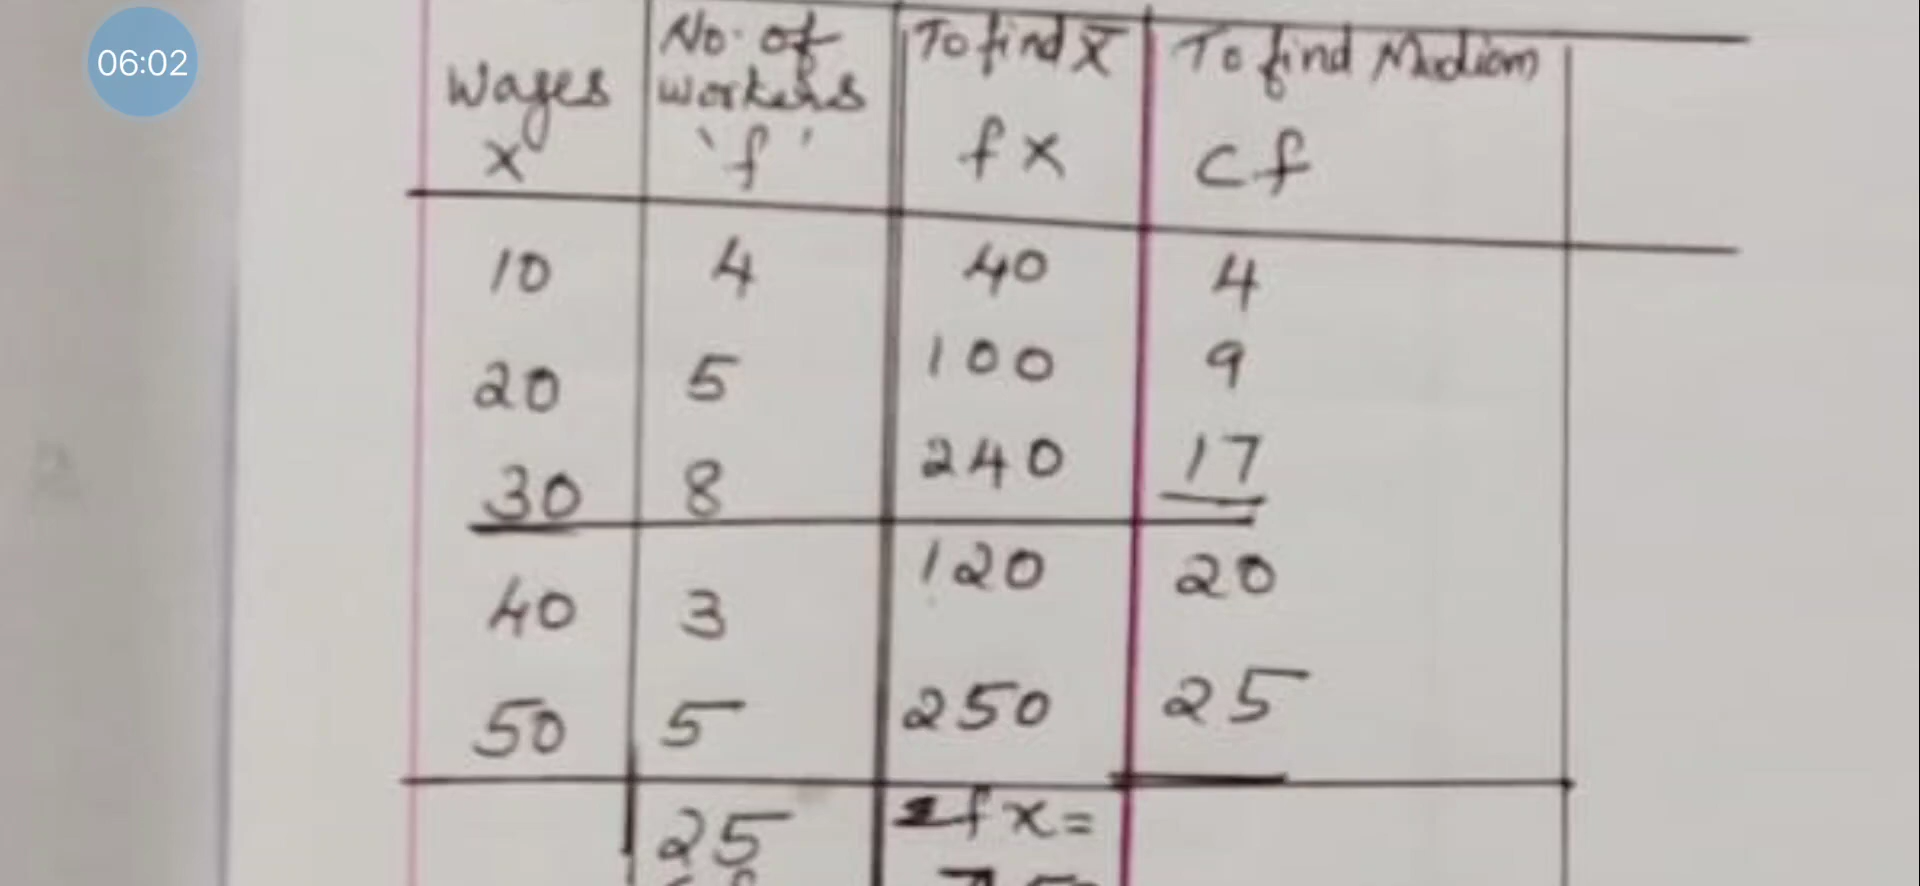 06:02
Wages x | No. of workers 'f' | To find x̅ fx | To find Median cf
10 | 4 | 40 | 4
20 | 5 | 100 | 9
30 | 8 | 240 | 17
40 | 3 | 120 | 20
50 | 5 | 250 | 25
25 | Σfx=